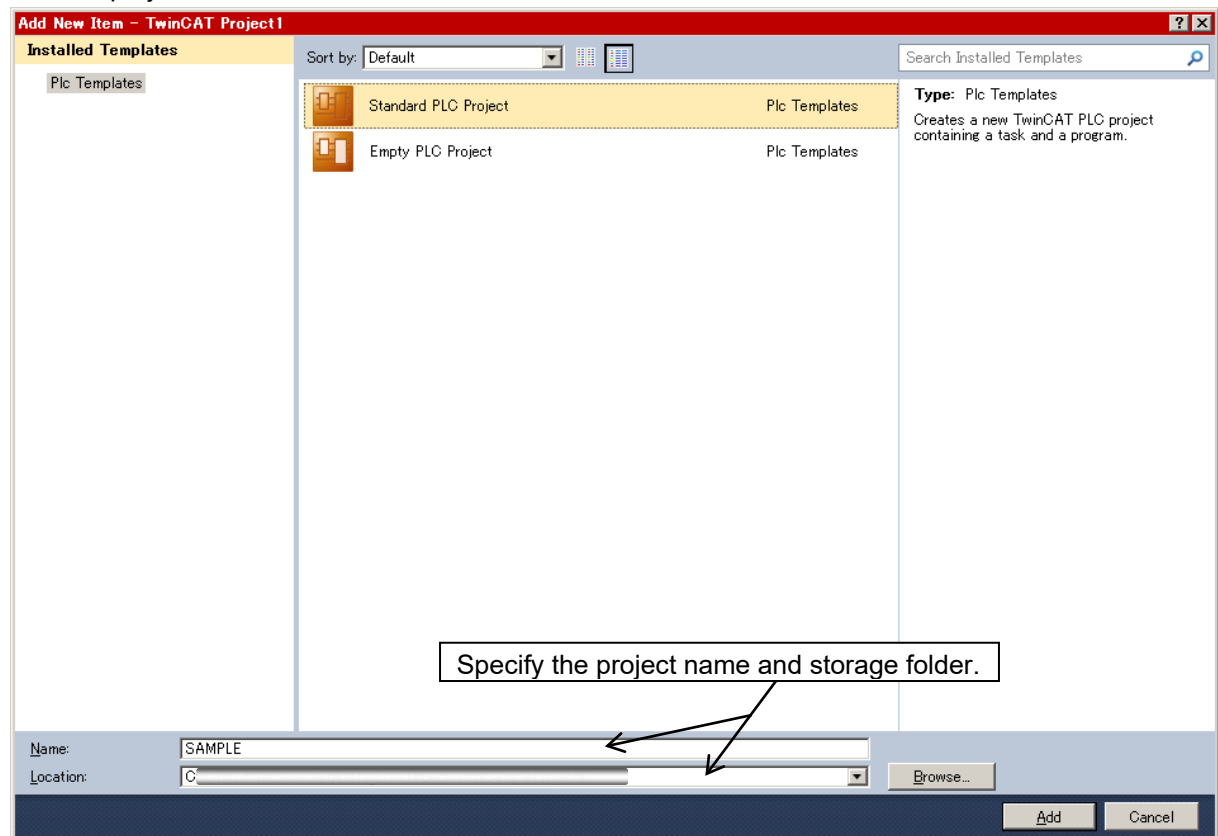 Add New Item - TwinCAT Project1
Installed Templates
Plc Templates
Sort by: Default
Search Installed Templates
Standard PLC Project Plc Templates
Empty PLC Project Plc Templates
Type: Plc Templates
Creates a new TwinCAT PLC project
containing a task and a program.
Specify the project name and storage folder.
Name: SAMPLE
Location: C
Browse...
Add Cancel